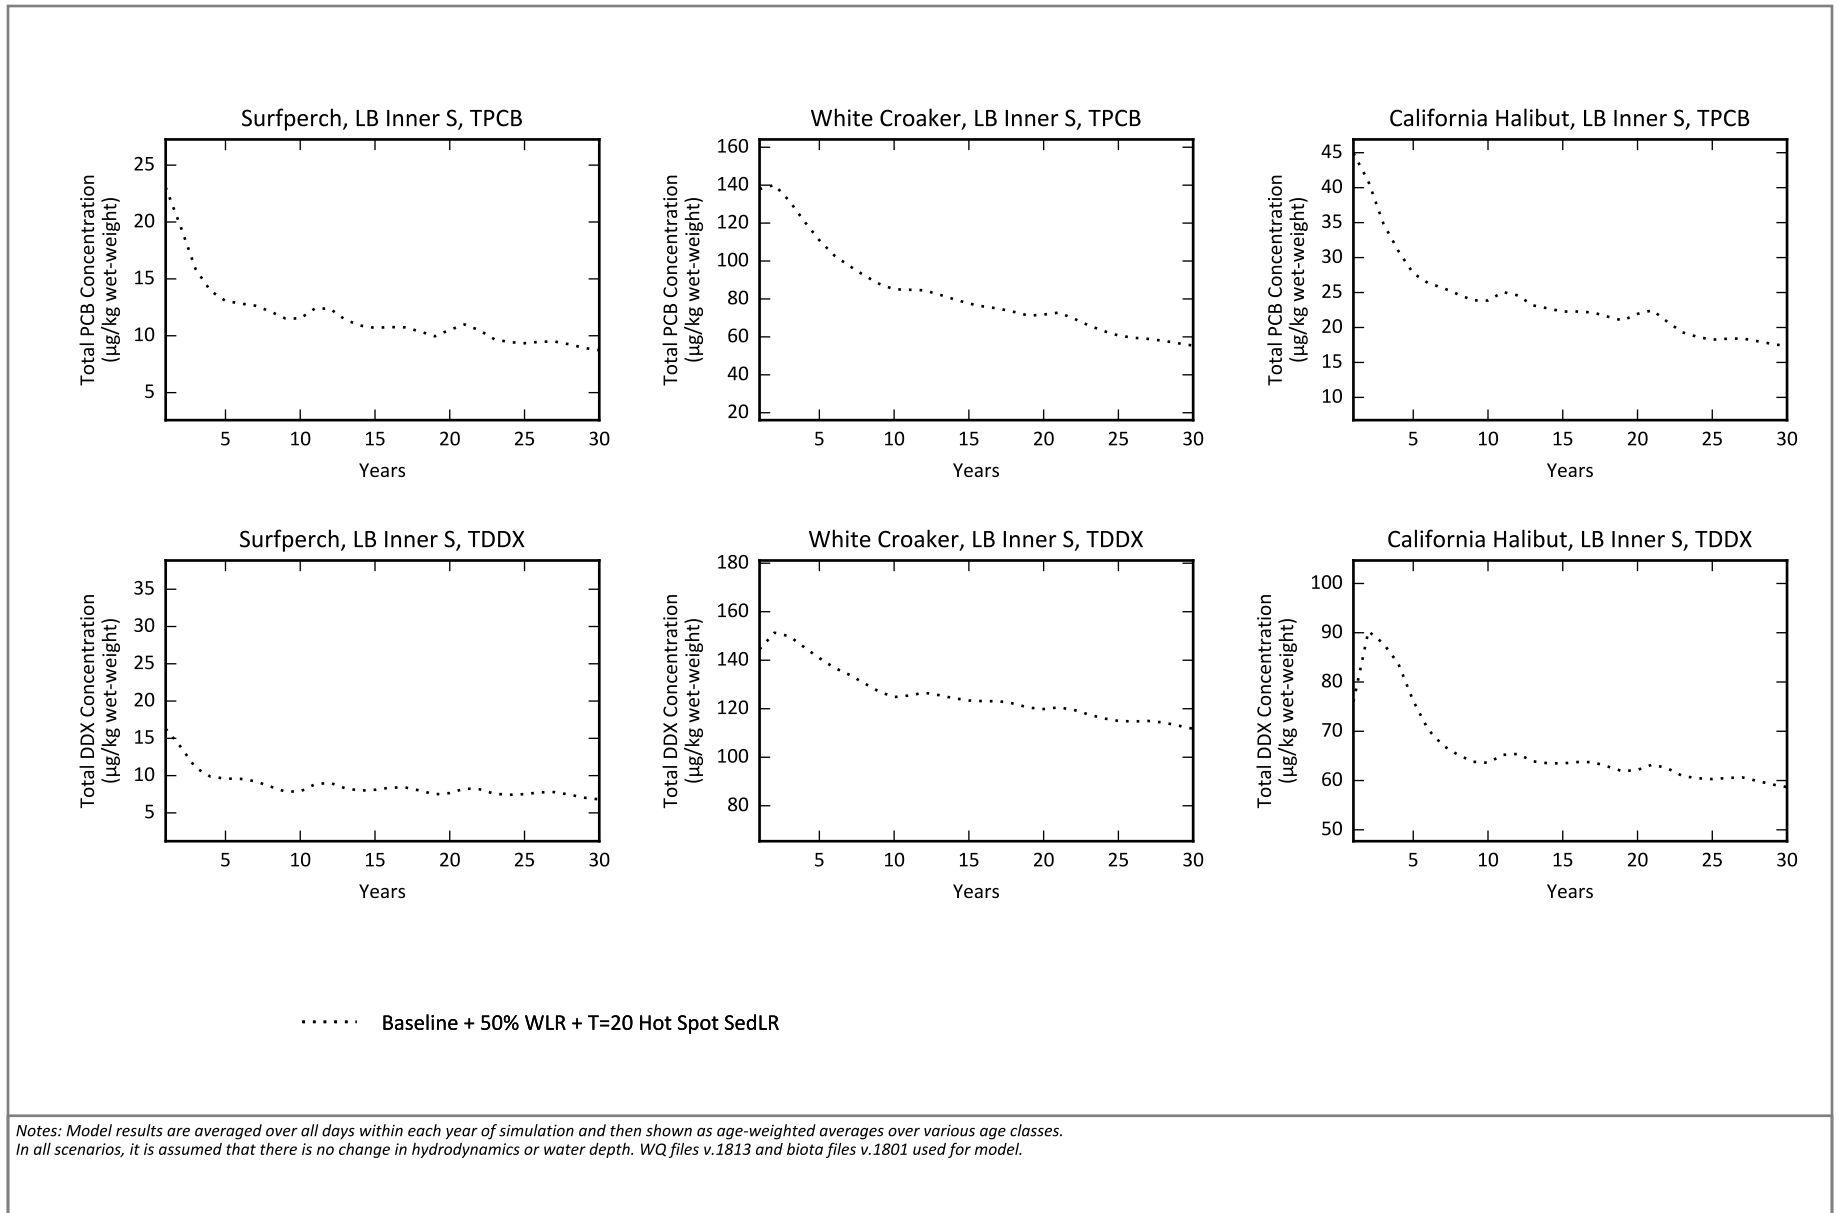 Surfperch, LB Inner S, TPCB
Total PCB Concentration
(µg/kg wet-weight)
25
20
15
10
5
5 10 15 20 25 30
Years
White Croaker, LB Inner S, TPCB
Total PCB Concentration
(µg/kg wet-weight)
160
140
120
100
80
60
40
20
5 10 15 20 25 30
Years
California Halibut, LB Inner S, TPCB
Total PCB Concentration
(µg/kg wet-weight)
45
40
35
30
25
20
15
10
5 10 15 20 25 30
Years
Surfperch, LB Inner S, TDDX
Total DDX Concentration
(µg/kg wet-weight)
35
30
25
20
15
10
5
5 10 15 20 25 30
Years
White Croaker, LB Inner S, TDDX
Total DDX Concentration
(µg/kg wet-weight)
180
160
140
120
100
80
5 10 15 20 25 30
Years
California Halibut, LB Inner S, TDDX
Total DDX Concentration
(µg/kg wet-weight)
100
90
80
70
60
50
5 10 15 20 25 30
Years
Baseline + 50% WLR + T=20 Hot Spot SedLR
Notes: Model results are averaged over all days within each year of simulation and then shown as age-weighted averages over various age classes.
In all scenarios, it is assumed that there is no change in hydrodynamics or water depth. WQ files v.1813 and biota files v.1801 used for model.